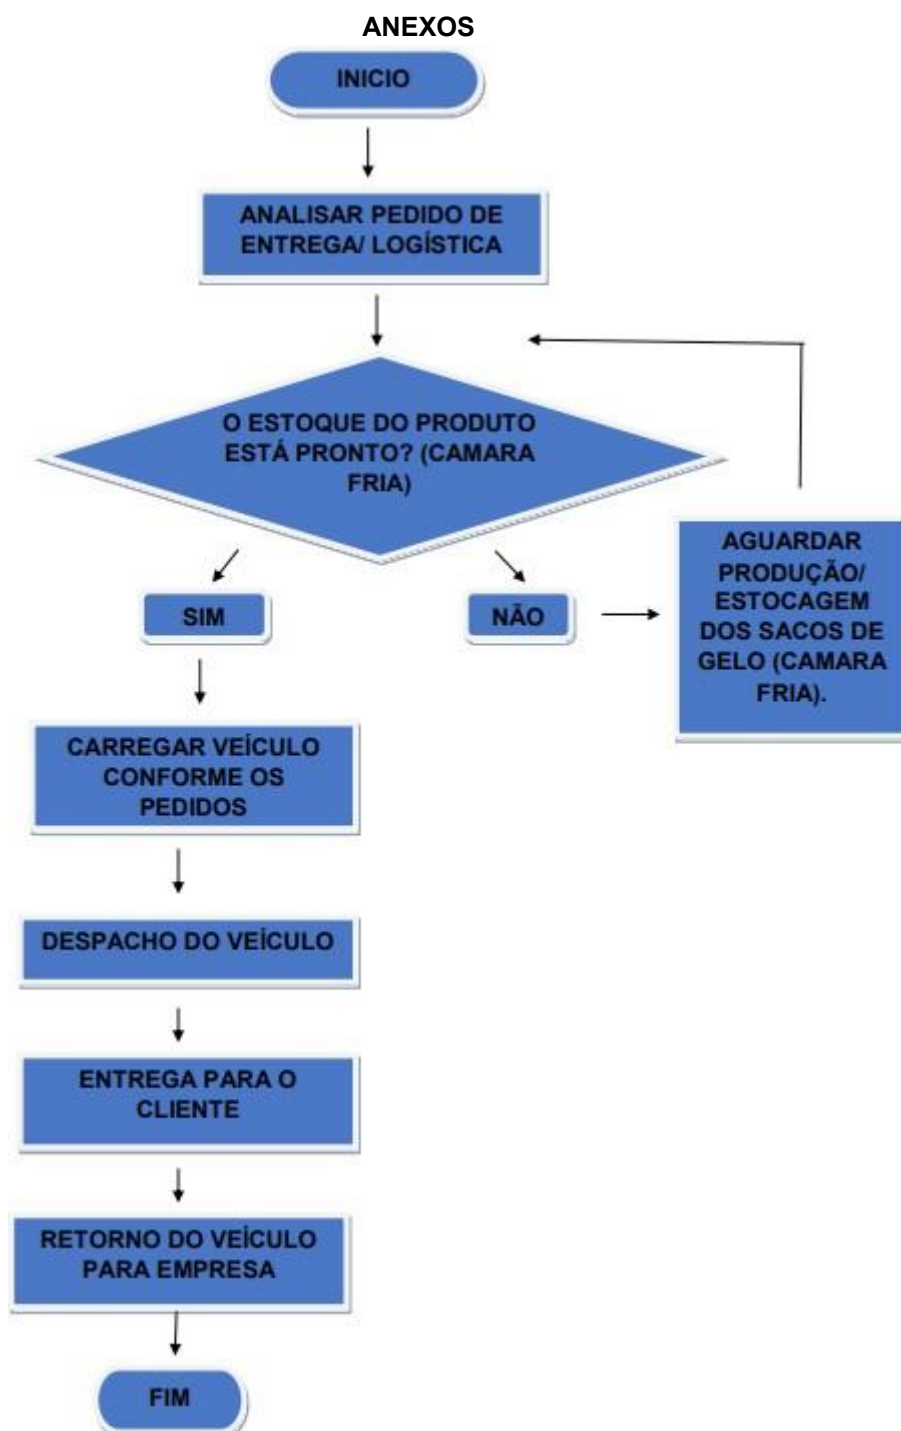 ANEXOS
INICIO
ANALISAR PEDIDO DE
ENTREGA/ LOGÍSTICA
O ESTOQUE DO PRODUTO
ESTÁ PRONTO? (CAMARA
FRIA)
SIM
NÃO
AGUARDAR
PRODUÇÃO/
ESTOCAGEM
DOS SACOS DE
GELO (CAMARA
FRIA).
CARREGAR VEÍCULO
CONFORME OS
PEDIDOS
DESPACHO DO VEÍCULO
ENTREGA PARA O
CLIENTE
RETORNO DO VEÍCULO
PARA EMPRESA
FIM